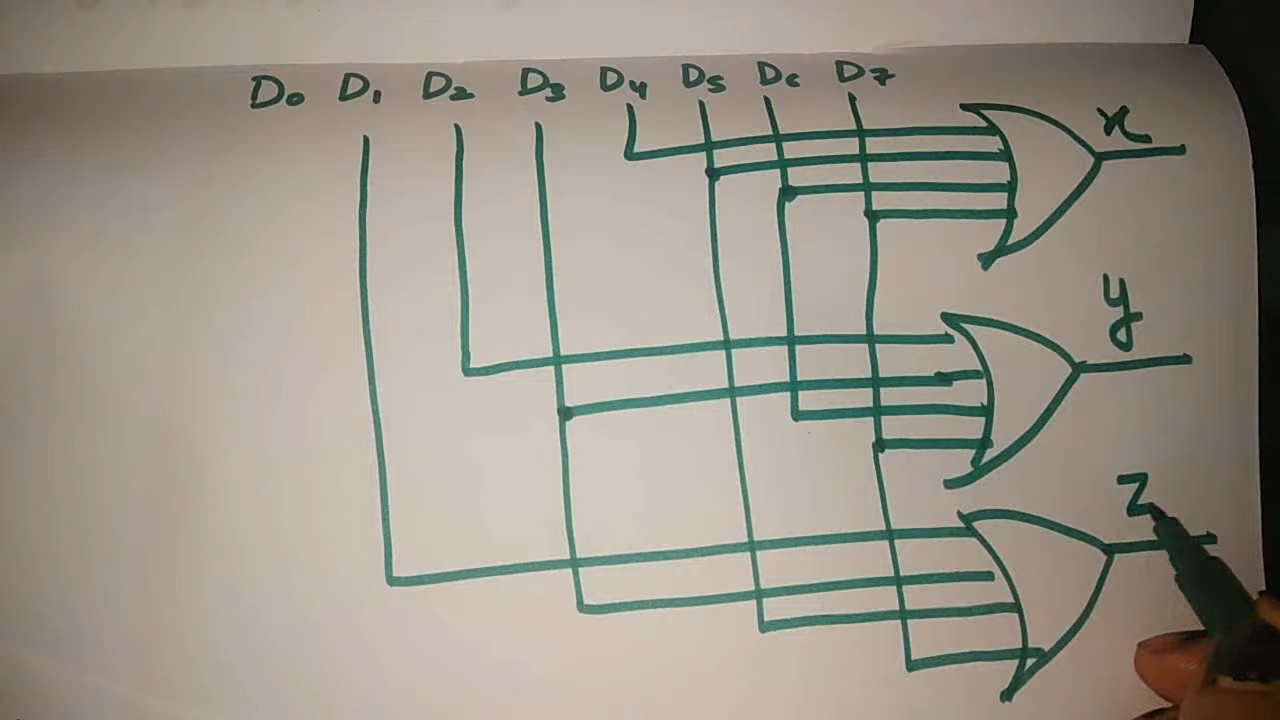 D₀ D₁ D₂ D₃ D₄ D₅ D₆ D₇
x
y
z